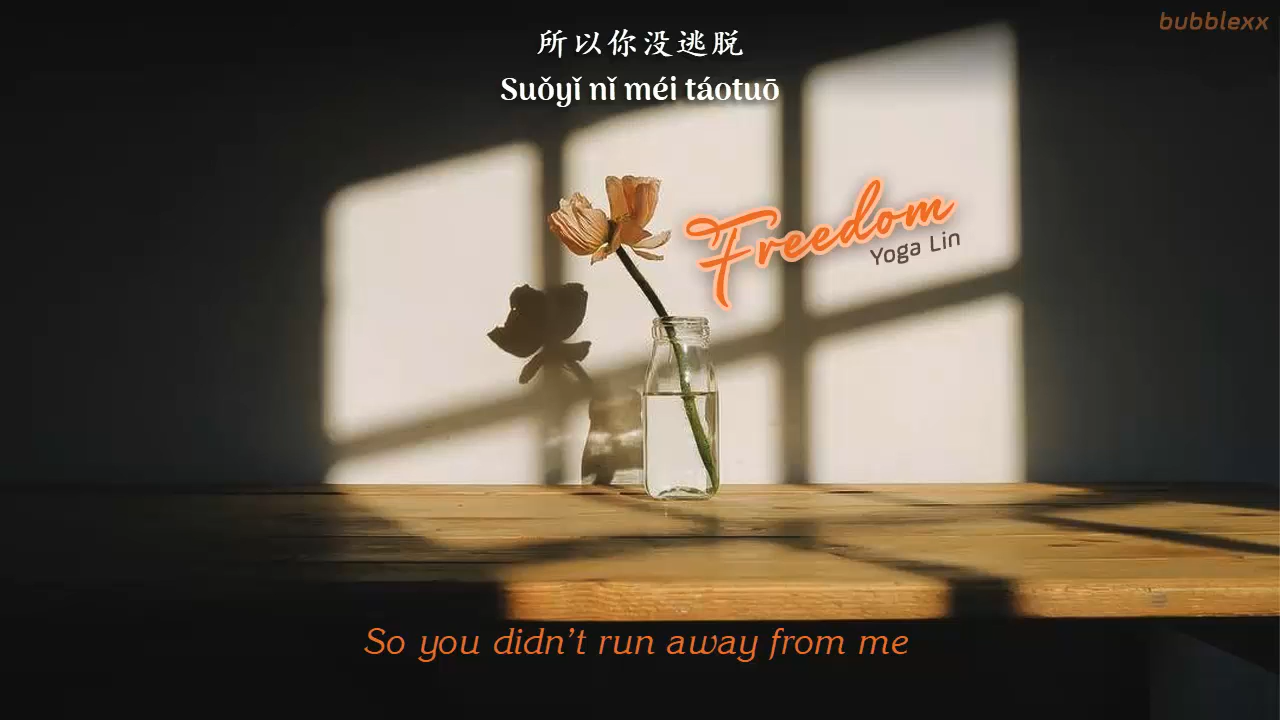 bubblexx
所以你没逃脱
Suǒyǐ nǐ méi táotuō
Freedom
Yoga Lin
So you didn't run away from me